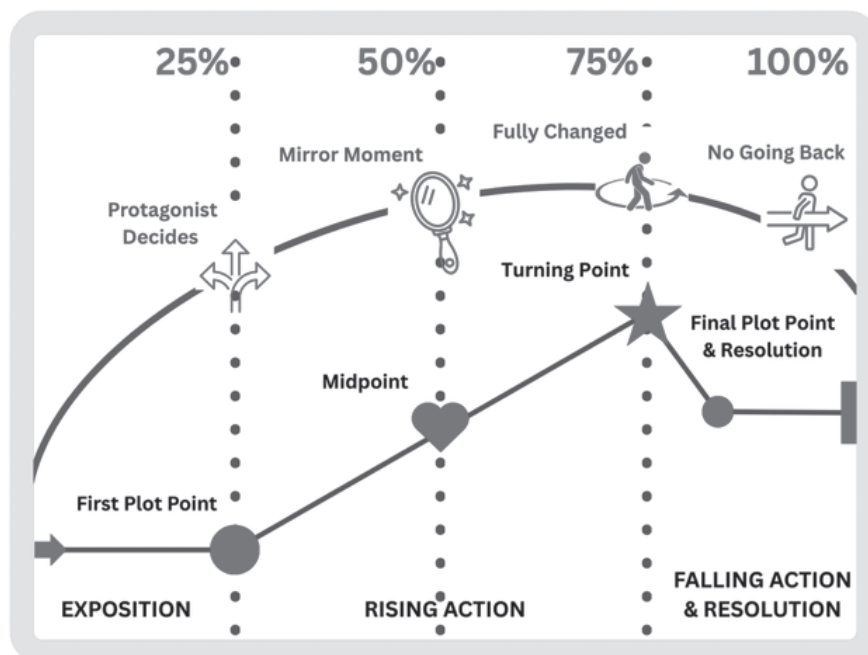 25%
50%
75%
100%
Fully Changed
Mirror Moment
No Going Back
Protagonist
Decides
Turning Point
Final Plot Point
& Resolution
Midpoint
First Plot Point
EXPOSITION
RISING ACTION
FALLING ACTION
& RESOLUTION